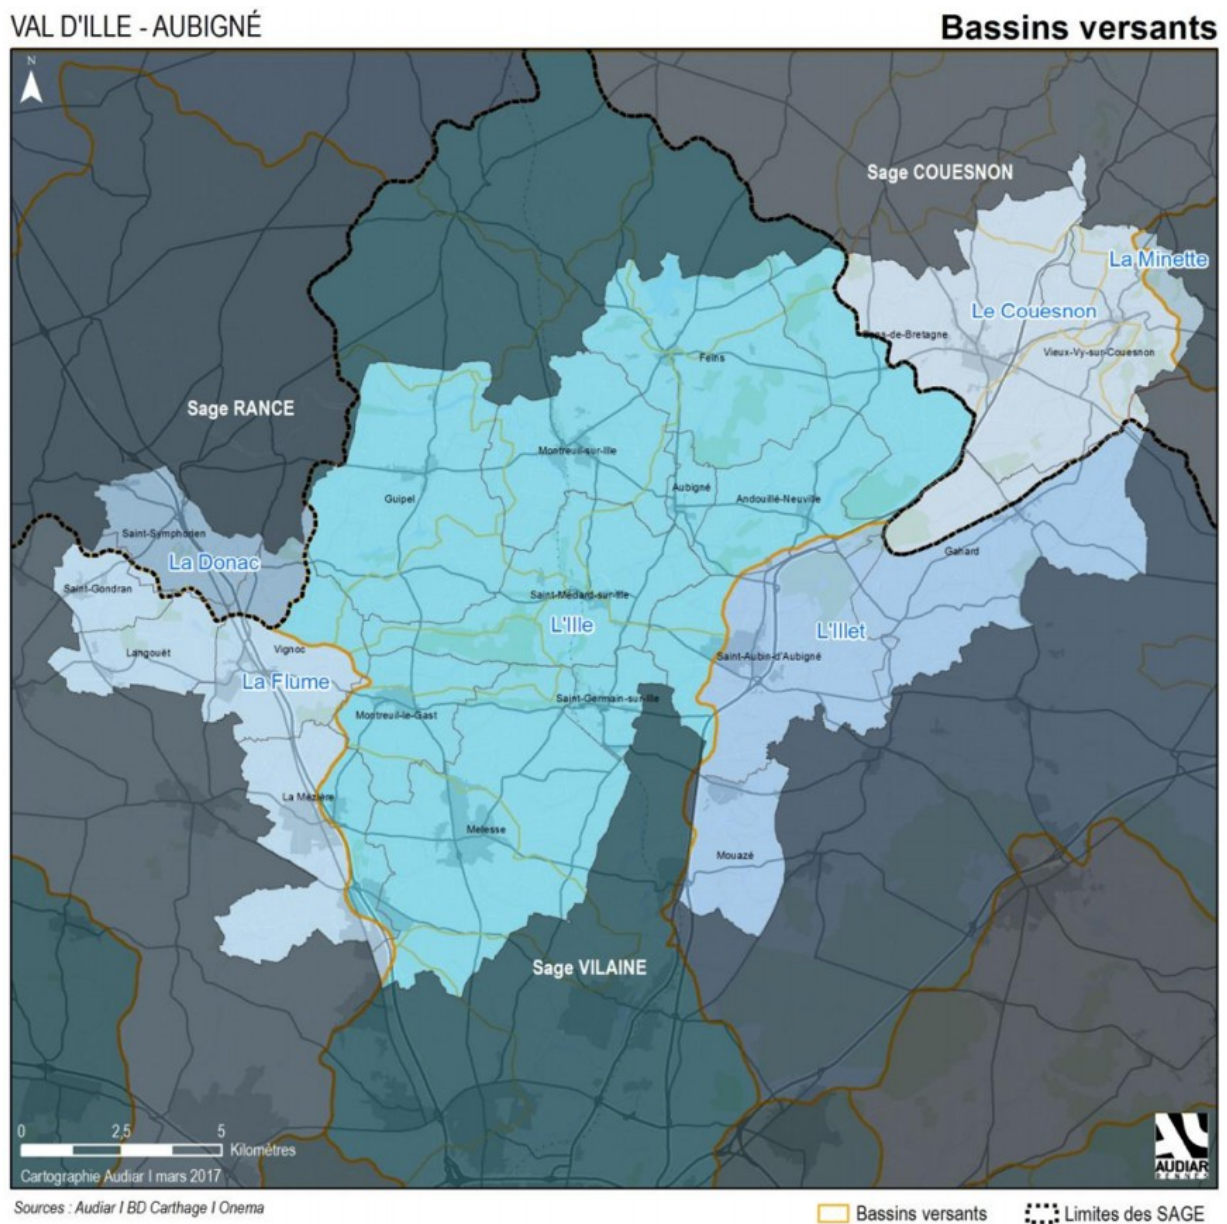 VAL D'ILLE - AUBIGNÉ
Bassins versants
N
Sage COUESNON
La Minette
Le Couesnon
Sens-de-Bretagne
Vieux-Vy-sur-Couesnon
Feins
Sage RANCE
Montreuil-sur-Ille
Guipel
Aubigné
Andouillé-Neuville
Saint-Symphorien
La Donac
Gahard
Saint-Gondran
Saint-Médard-sur-Ille
L'Ille
L'Illet
Langouët
Vignoc
Saint-Aubin-d'Aubigné
La Flûme
Saint-Germain-sur-Ille
Montreuil-le-Gast
La Mézière
Melesse
Mouazé
Sage VILAINE
0 2,5 5
Kilomètres
Cartographie Audiar I mars 2017
AUDIAR
RENNES
Sources : Audiar I BD Carthage I Onema
Bassins versants
Limites des SAGE